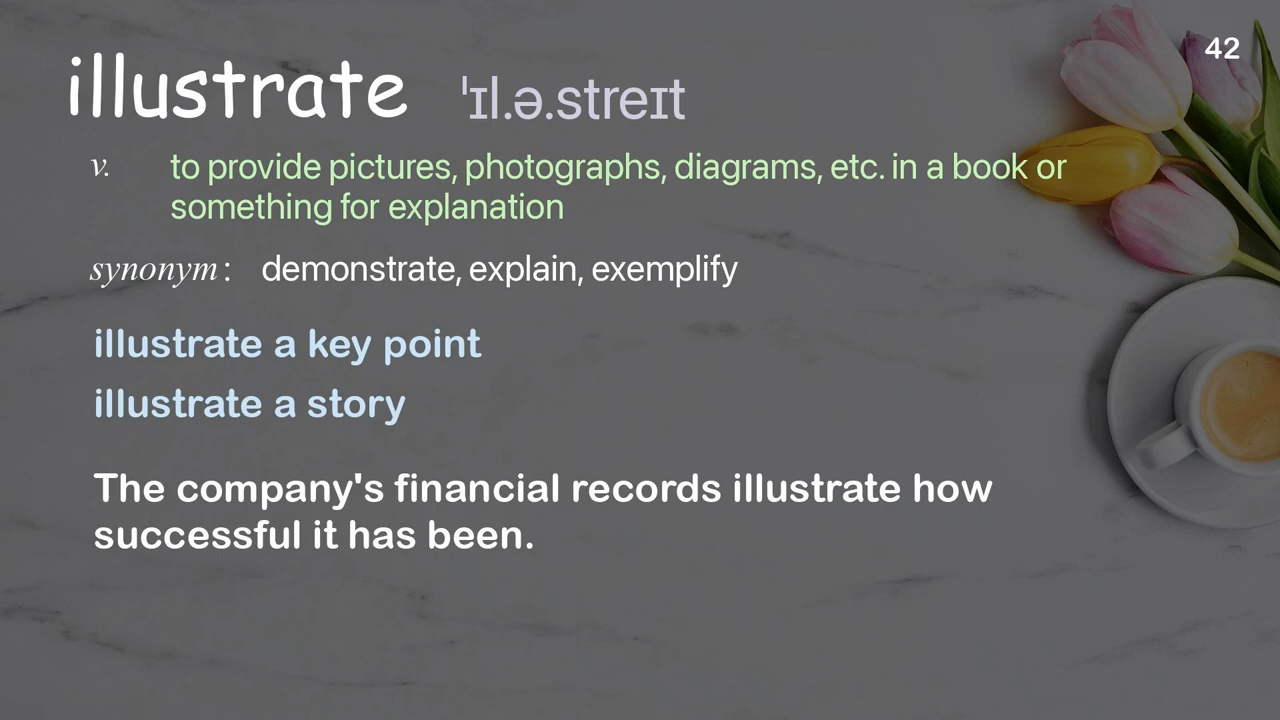 42
illustrate ˈɪl.ə.streɪt
v. to provide pictures, photographs, diagrams, etc. in a book or
something for explanation
synonym: demonstrate, explain, exemplify
illustrate a key point
illustrate a story
The company's financial records illustrate how
successful it has been.